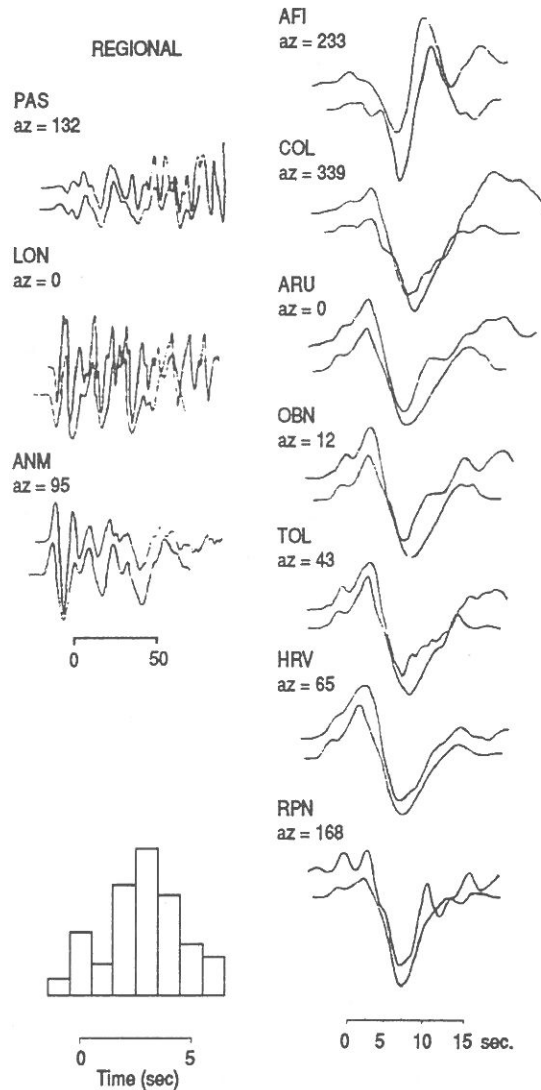 REGIONAL
PAS
az = 132
LON
az = 0
ANM
az = 95
0 50
0 5
Time (sec)
AFI
az = 233
COL
az = 339
ARU
az = 0
OBN
az = 12
TOL
az = 43
HRV
az = 65
RPN
az = 168
0 5 10 15 sec.